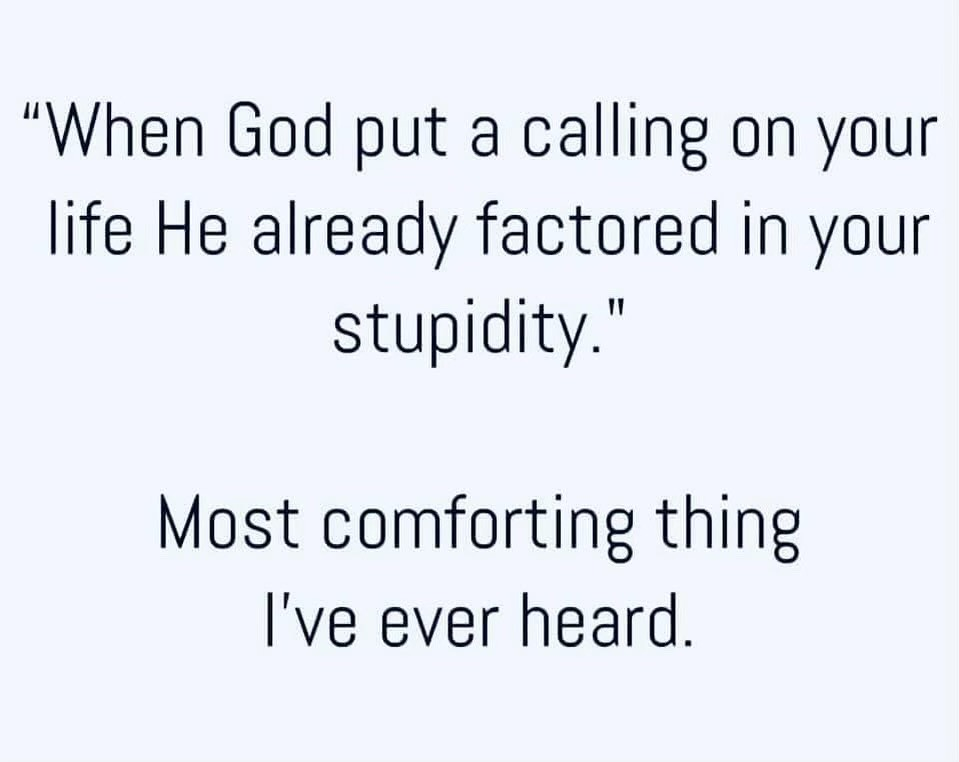 “When God put a calling on your
life He already factored in your
stupidity."
Most comforting thing
I've ever heard.